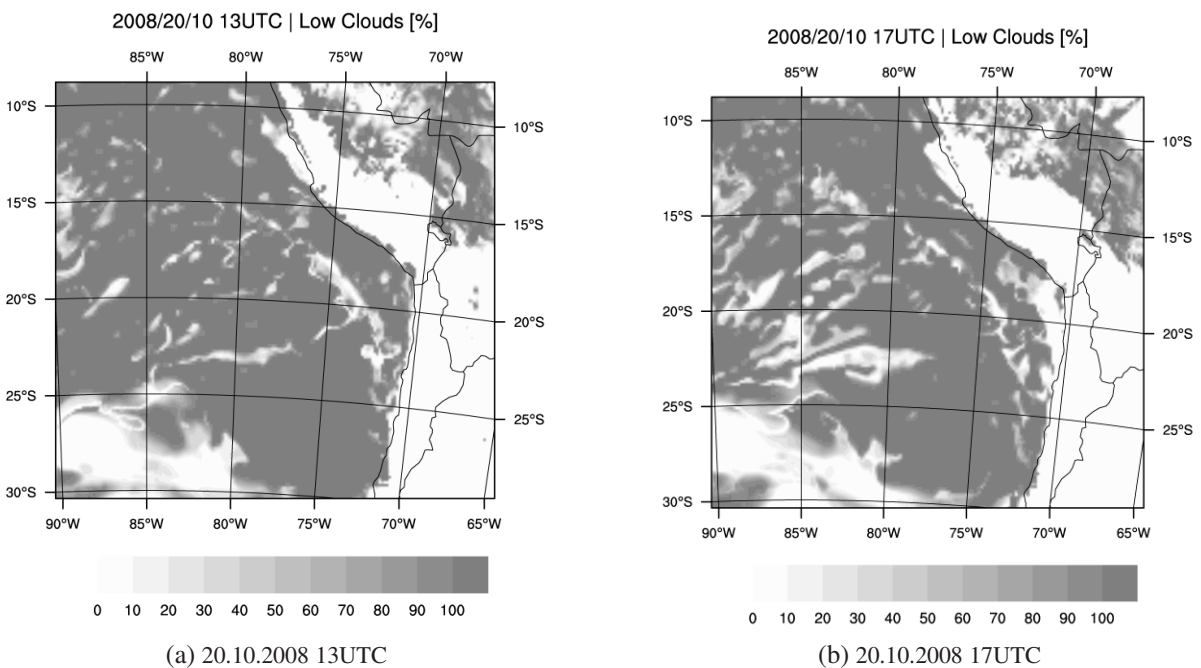 2008/20/10 13UTC | Low Clouds [%]
85°W 80°W 75°W 70°W
10°S 10°S
15°S 15°S
20°S 20°S
25°S 25°S
30°S
90°W 85°W 80°W 75°W 70°W 65°W
0 10 20 30 40 50 60 70 80 90 100
(a) 20.10.2008 13UTC
2008/20/10 17UTC | Low Clouds [%]
85°W 80°W 75°W 70°W
10°S 10°S
15°S 15°S
20°S 20°S
25°S 25°S
30°S
90°W 85°W 80°W 75°W 70°W 65°W
0 10 20 30 40 50 60 70 80 90 100
(b) 20.10.2008 17UTC